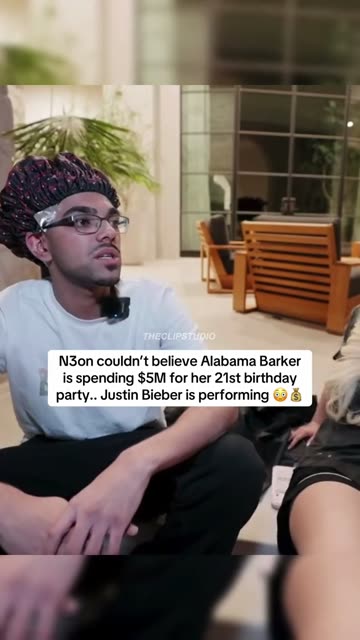 THECLIPSTUDIO
N3on couldn't believe Alabama Barker
is spending $5M for her 21st birthday
party.. Justin Bieber is performing 😳💰